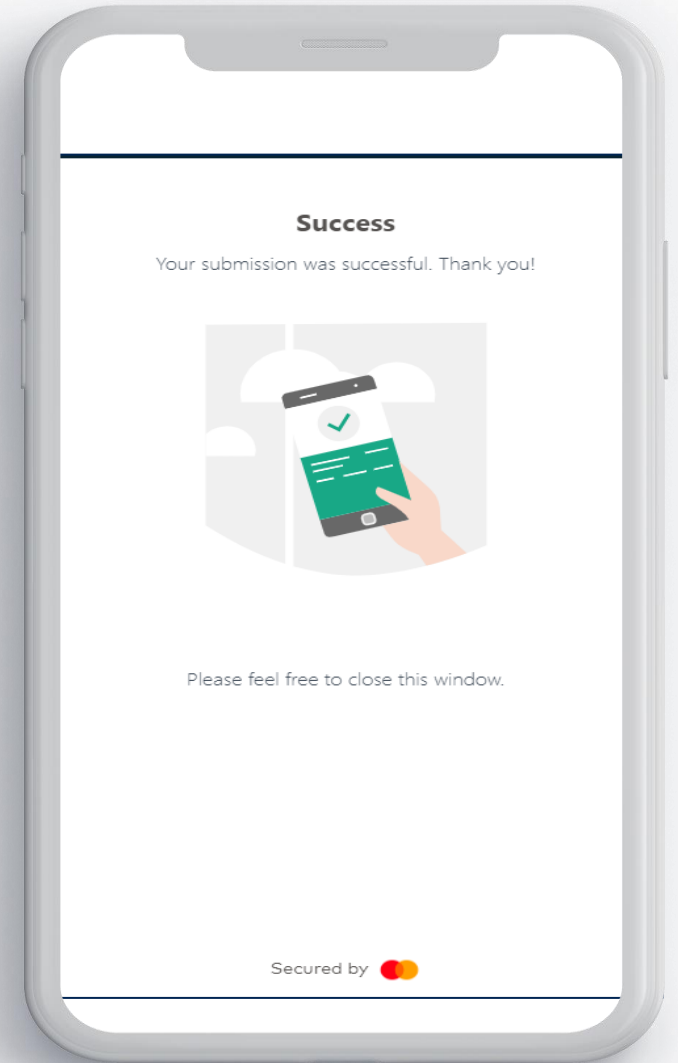 Success
Your submission was successful. Thank you!
Please feel free to close this window.
Secured by